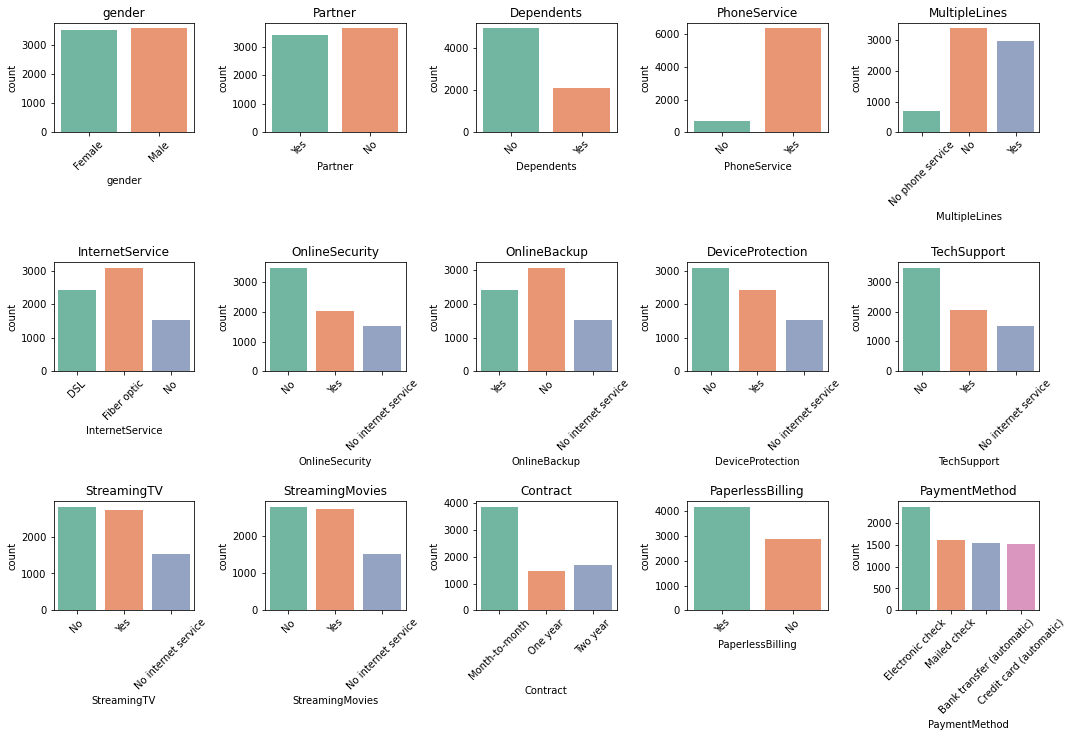 gender
3000
2000
1000
0
count
Female
Male
gender
Partner
3000
2000
1000
0
count
Yes
No
Partner
Dependents
4000
2000
0
count
No
Yes
Dependents
PhoneService
6000
4000
2000
0
count
No
Yes
PhoneService
MultipleLines
3000
2000
1000
0
count
No phone service
No
Yes
MultipleLines
InternetService
3000
2000
1000
0
count
DSL
Fiber optic
No
InternetService
OnlineSecurity
3000
2000
1000
0
count
No
Yes
No internet service
OnlineSecurity
OnlineBackup
3000
2000
1000
0
count
Yes
No
No internet service
OnlineBackup
DeviceProtection
3000
2000
1000
0
count
No
Yes
No internet service
DeviceProtection
TechSupport
3000
2000
1000
0
count
No
Yes
No internet service
TechSupport
StreamingTV
2000
1000
0
count
No
Yes
No internet service
StreamingTV
StreamingMovies
2000
1000
0
count
No
Yes
No internet service
StreamingMovies
Contract
4000
3000
2000
1000
0
count
Month-to-month
One year
Two year
Contract
PaperlessBilling
4000
3000
2000
1000
0
count
Yes
No
PaperlessBilling
PaymentMethod
2000
1500
1000
500
0
count
Electronic check
Mailed check
Bank transfer (automatic)
Credit card (automatic)
PaymentMethod